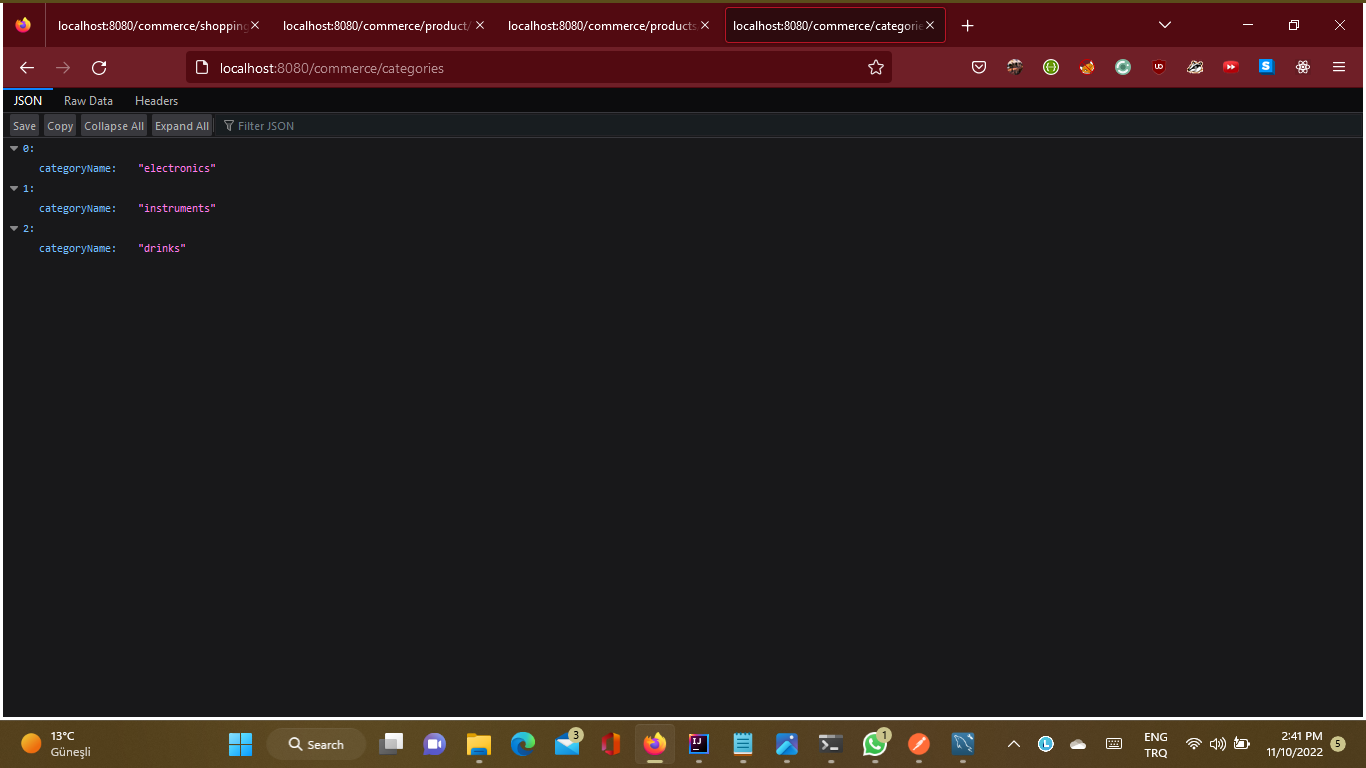 localhost:8080/commerce/shopping
localhost:8080/commerce/product/
localhost:8080/commerce/products
localhost:8080/commerce/categorie
localhost:8080/commerce/categories
JSON Raw Data Headers
Save Copy Collapse All Expand All Filter JSON
0:
categoryName: "electronics"
1:
categoryName: "instruments"
2:
categoryName: "drinks"
13°C
Güneşli
Search
3
1
ENG
TRQ
2:41 PM
11/10/2022
5